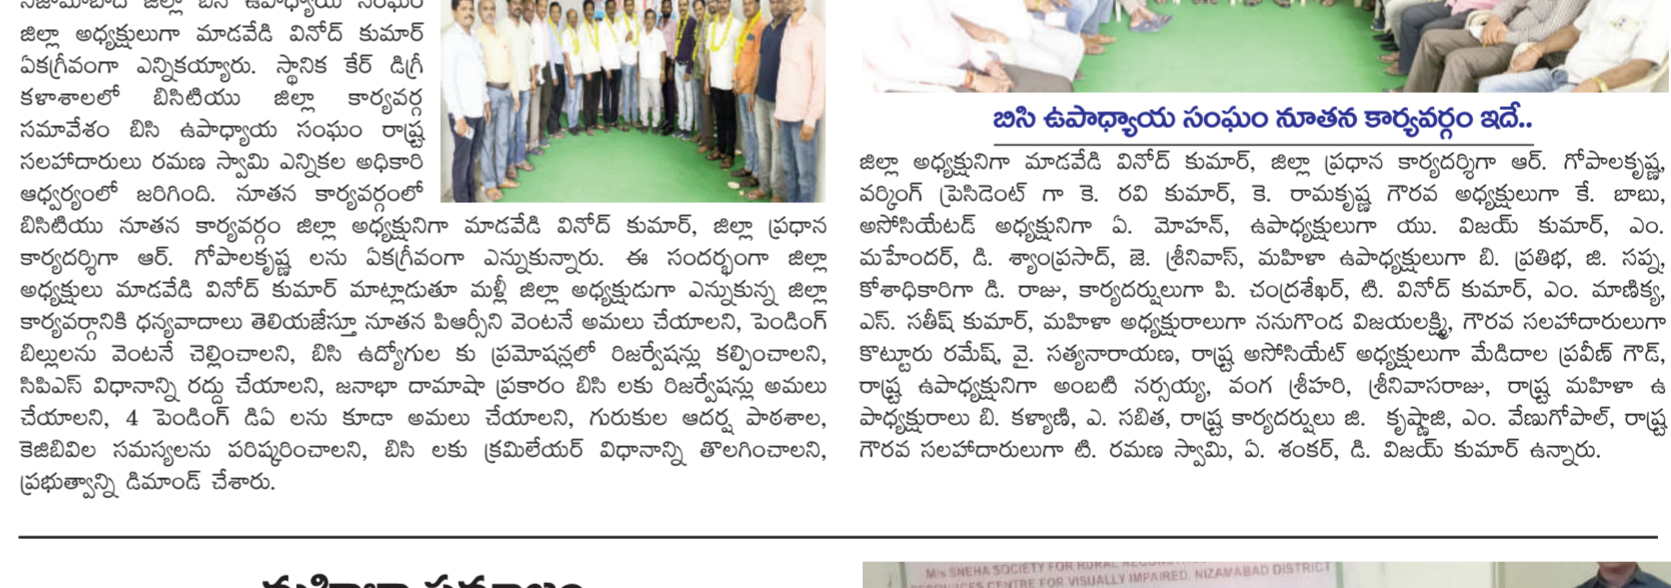 నిజామాబాద్ జిల్లా బిసి ఉపాధ్యాయ సంఘం
జిల్లా అధ్యక్షులుగా మాడవేడి వినోద్ కుమార్
ఏకగ్రీవంగా ఎన్నికయ్యారు. స్థానిక కేర్ డిగ్రీ
కళాశాలలో బిసిటియు జిల్లా కార్యవర్గ
సమావేశం బిసి ఉపాధ్యాయ సంఘం రాష్ట్ర
సలహాదారులు రమణ స్వామి ఎన్నికల అధికారి
ఆధ్వర్యంలో జరిగింది. నూతన కార్యవర్గంలో
బిసిటియు నూతన కార్యవర్గం జిల్లా అధ్యక్షునిగా మాడవేడి వినోద్ కుమార్, జిల్లా ప్రధాన
కార్యదర్శిగా ఆర్. గోపాలకృష్ణ లను ఏకగ్రీవంగా ఎన్నుకున్నారు. ఈ సందర్భంగా జిల్లా
అధ్యక్షులు మాడవేడి వినోద్ కుమార్ మాట్లాడుతూ మళ్లీ జిల్లా అధ్యక్షుడుగా ఎన్నుకున్న జిల్లా
కార్యవర్గానికి ధన్యవాదాలు తెలియజేస్తూ నూతన పిఆర్సీని వెంటనే అమలు చేయాలని, పెండింగ్
బిల్లులను వెంటనే చెల్లించాలని, బిసి ఉద్యోగుల కు ప్రమోషన్లలో రిజర్వేషన్లు కల్పించాలని,
సిపిఎస్ విధానాన్ని రద్దు చేయాలని, జనాభా దామాషా ప్రకారం బిసి లకు రిజర్వేషన్లు అమలు
చేయాలని, 4 పెండింగ్ డిఏ లను కూడా అమలు చేయాలని, గురుకుల ఆదర్శ పాఠశాల,
కెజిబివిల సమస్యలను పరిష్కరించాలని, బిసి లకు క్రిమిలేయర్ విధానాన్ని తొలగించాలని,
ప్రభుత్వాన్ని డిమాండ్ చేశారు.
బిసి ఉపాధ్యాయ సంఘం నూతన కార్యవర్గం ఇదే..
జిల్లా అధ్యక్షునిగా మాడవేడి వినోద్ కుమార్, జిల్లా ప్రధాన కార్యదర్శిగా ఆర్. గోపాలకృష్ణ,
వర్కింగ్ ప్రెసిడెంట్ గా కె. రవి కుమార్, కె. రామకృష్ణ గౌరవ అధ్యక్షులుగా కే. బాబు,
అసోసియేటడ్ అధ్యక్షునిగా ఏ. మోహన్, ఉపాధ్యక్షులుగా యు. విజయ్ కుమార్, ఎం.
మహేందర్, డి. శ్యాంప్రసాద్, జె. శ్రీనివాస్, మహిళా ఉపాధ్యక్షులుగా బి. ప్రతిభ, జి. సప్న,
కోశాధికారిగా డి. రాజు, కార్యదర్శులుగా పి. చంద్రశేఖర్, టి. వినోద్ కుమార్, ఎం. మాణిక్య,
ఎస్. సతీష్ కుమార్, మహిళా అధ్యక్షురాలుగా ననుగొండ విజయలక్ష్మి, గౌరవ సలహాదారులుగా
కొట్టూరు రమేష్, వై. సత్యనారాయణ, రాష్ట్ర అసోసియేట్ అధ్యక్షులుగా మేడిదాల ప్రవీణ్ గౌడ్,
రాష్ట్ర ఉపాధ్యక్షునిగా అంబటి నర్సయ్య, వంగ శ్రీహరి, శ్రీనివాసరాజు, రాష్ట్ర మహిళా ఉ
పాధ్యక్షురాలు బి. కళ్యాణి, ఎ. సబిత, రాష్ట్ర కార్యదర్శులు జి. కృష్ణాజి, ఎం. వేణుగోపాల్, రాష్ట్ర
గౌరవ సలహాదారులుగా టి. రమణ స్వామి, ఏ. శంకర్, డి. విజయ్ కుమార్ ఉన్నారు.
M/s SNEHA SOCIETY FOR RURAL
CENTRE FOR VISUALLY IMPAIRED, NIZAMABAD DISTRICT